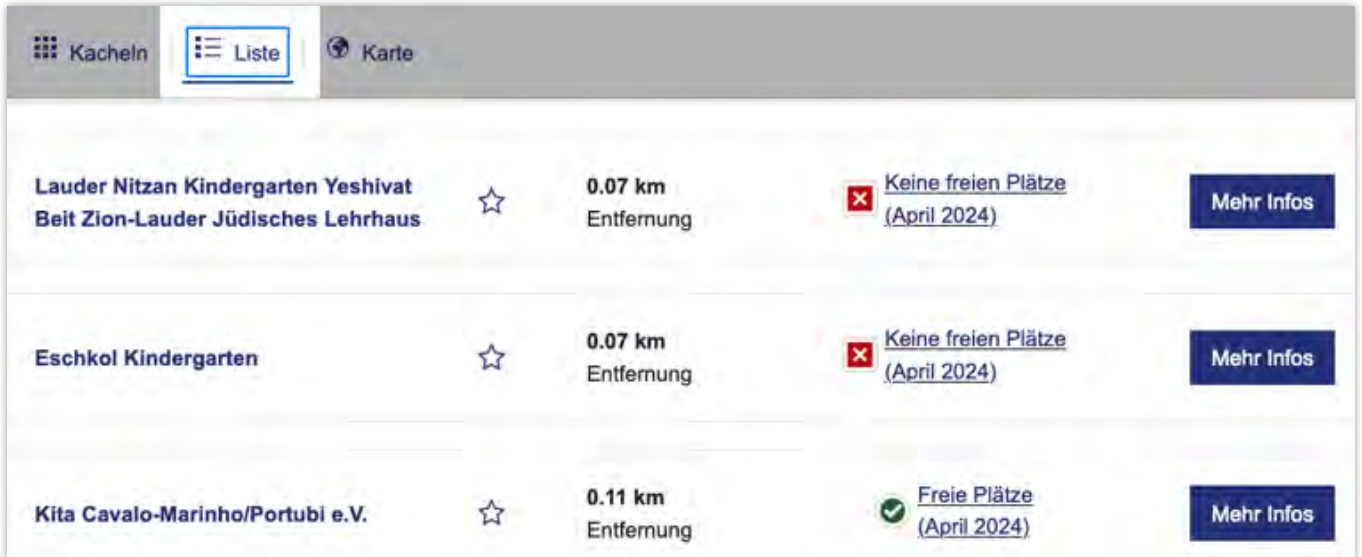 Kacheln Liste Karte
Lauder Nitzan Kindergarten Yeshivat
Beit Zion-Lauder Jüdisches Lehrhaus
0.07 km
Entfernung
Keine freien Plätze
(April 2024)
Mehr Infos
Eschkol Kindergarten
0.07 km
Entfernung
Keine freien Plätze
(April 2024)
Mehr Infos
Kita Cavalo-Marinho/Portubi e.V.
0.11 km
Entfernung
Freie Plätze
(April 2024)
Mehr Infos